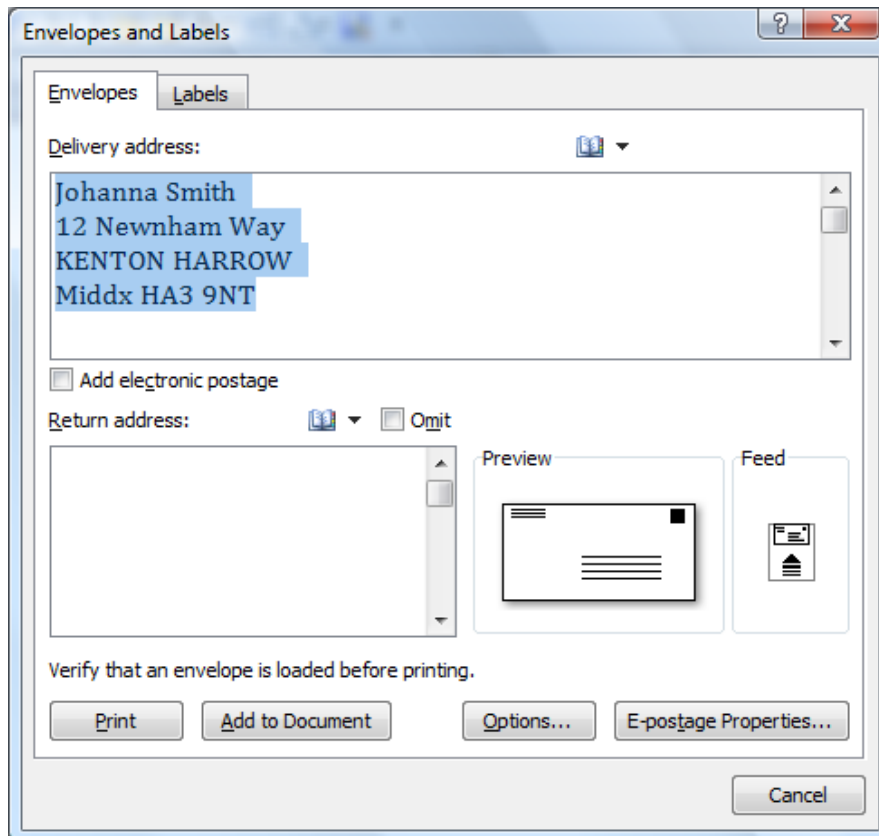 Envelopes and Labels
Envelopes
Labels
Delivery address:
Johanna Smith
12 Newnham Way
KENTON HARROW
Middx HA3 9NT
Add electronic postage
Return address:
Omit
Preview
Feed
Verify that an envelope is loaded before printing.
Print
Add to Document
Options...
E-postage Properties...
Cancel